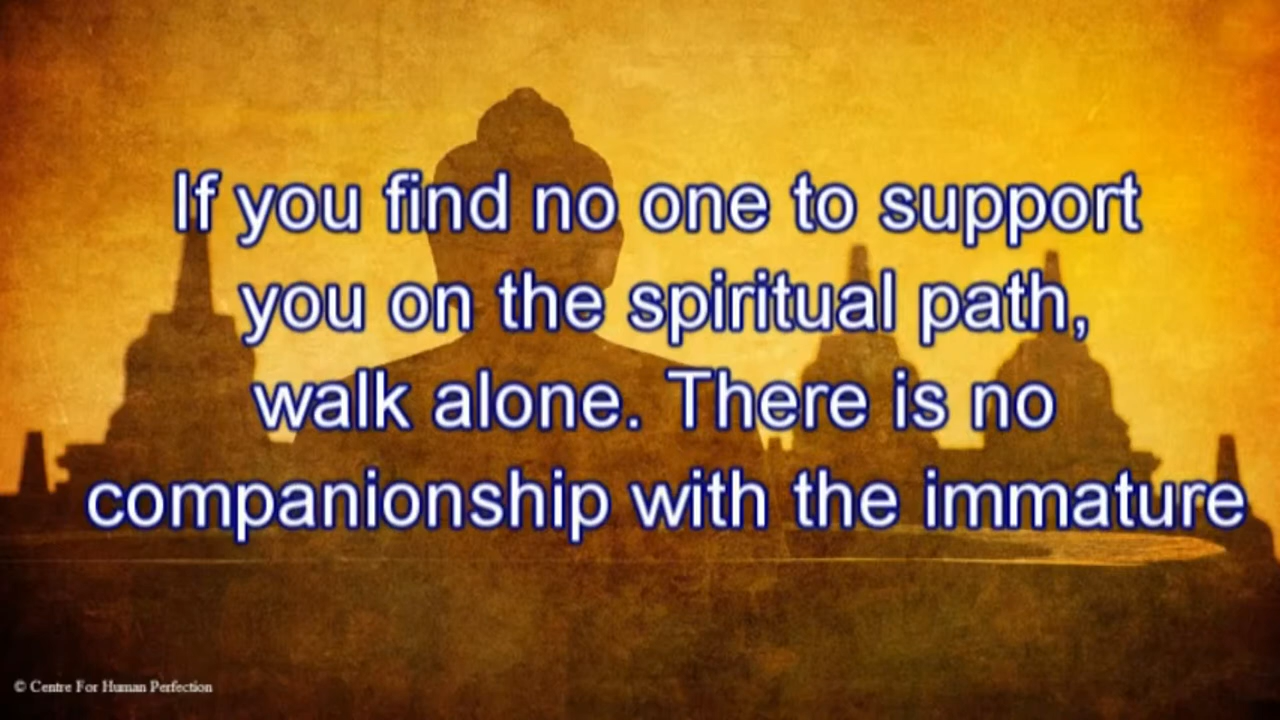 If you find no one to support
you on the spiritual path,
walk alone. There is no
companionship with the immature
© Centre For Human Perfection